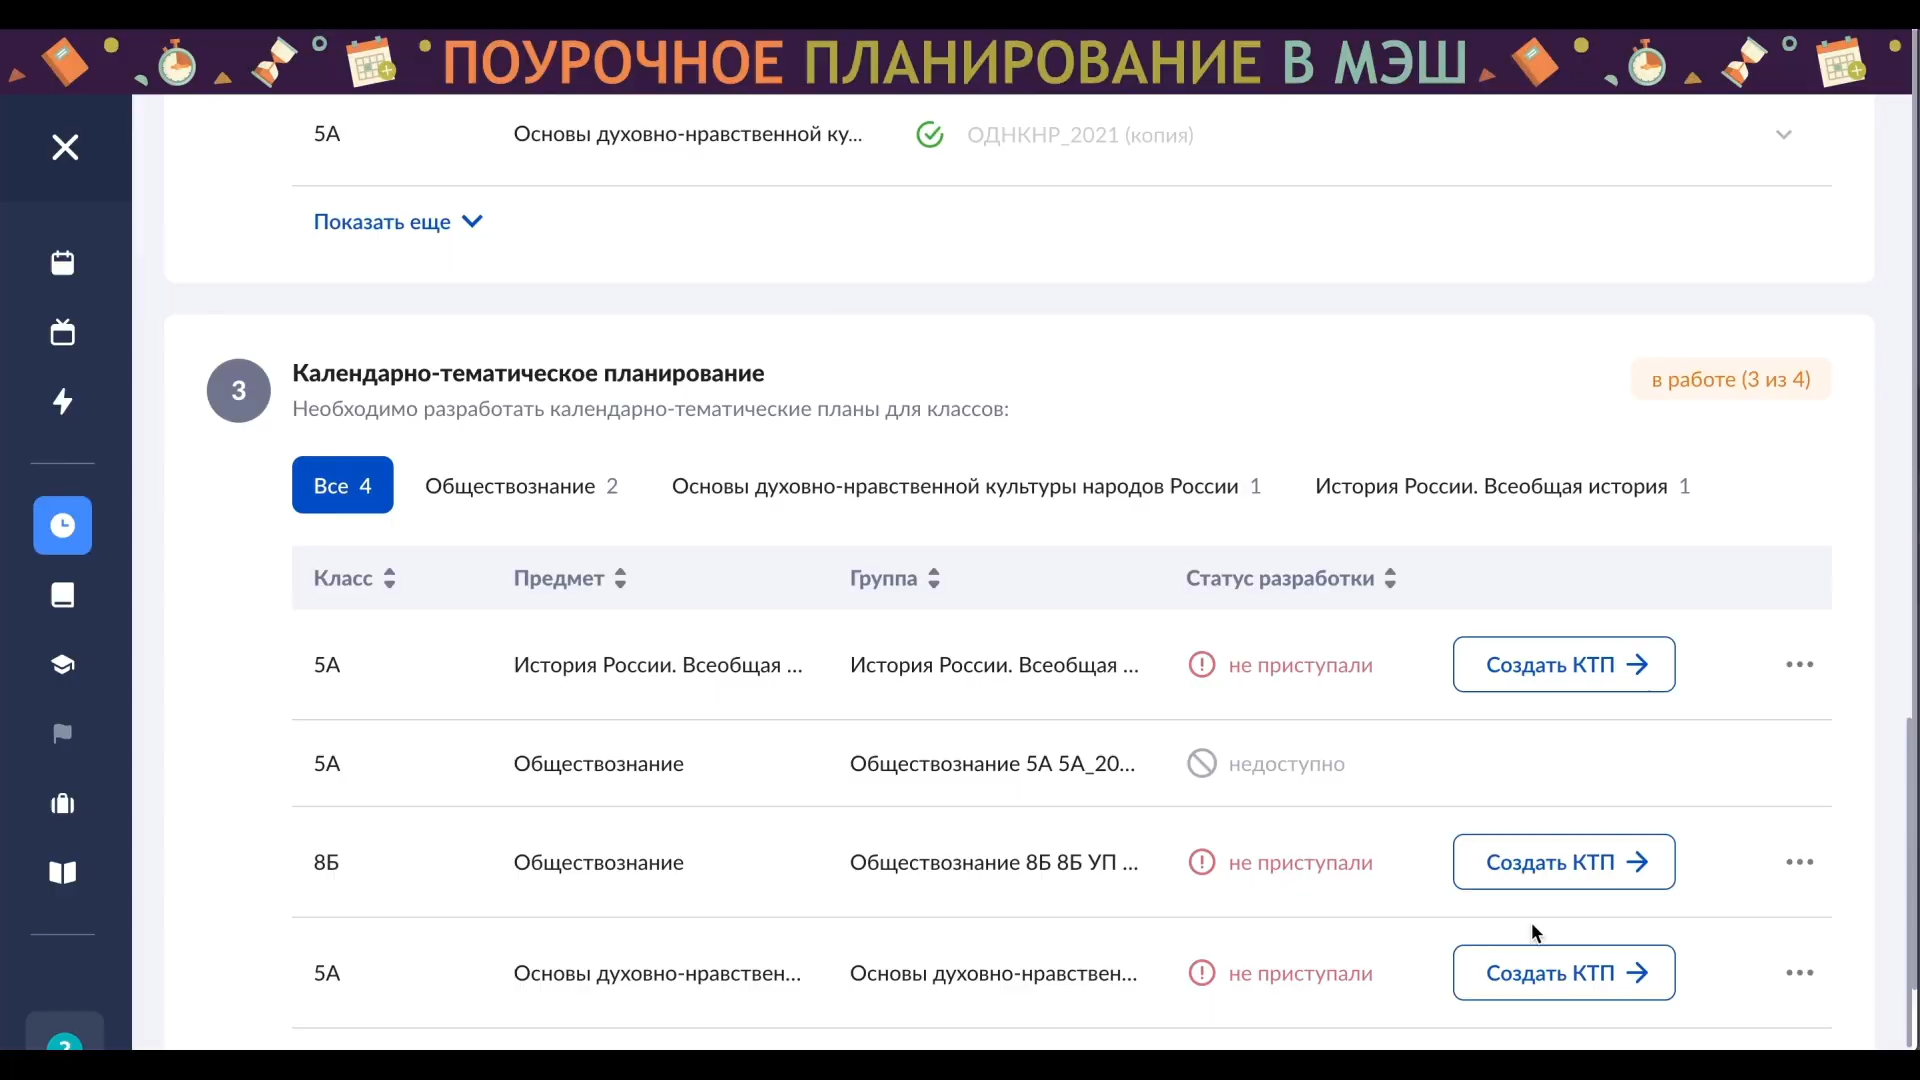 ПОУРОЧНОЕ ПЛАНИРОВАНИЕ В МЭШ
5А Основы духовно-нравственной ку... ОДНКНР_2021 (копия)
Показать еще
3
Календарно-тематическое планирование
в работе (3 из 4)
Необходимо разработать календарно-тематические планы для классов:
Все 4 Обществознание 2 Основы духовно-нравственной культуры народов России 1 История России. Всеобщая история 1
Класс Предмет Группа Статус разработки
5А История России. Всеобщая ... История России. Всеобщая ... не приступали Создать КТП
5А Обществознание Обществознание 5А 5А_20... недоступно
8Б Обществознание Обществознание 8Б 8Б УП ... не приступали Создать КТП
5А Основы духовно-нравствен... Основы духовно-нравствен... не приступали Создать КТП
?